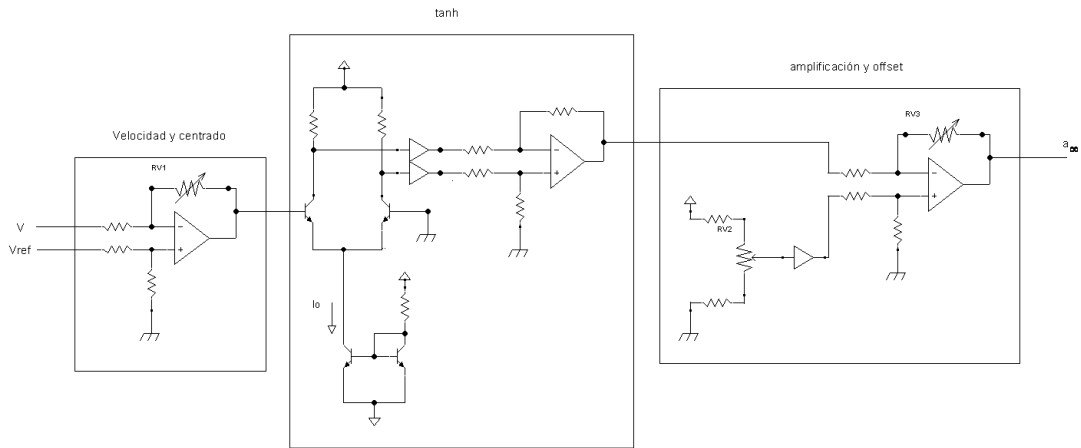 tanh
amplificación y offset
Velocidad y centrado
RV3
RV1
V
Vref
a∞
RV2
Io